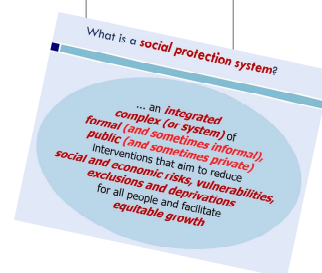 What is a social protection system?
... an integrated
complex (or system) of
formal (and sometimes informal),
public (and sometimes private)
interventions that aim to reduce
social and economic risks, vulnerabilities,
exclusions and deprivations
for all people and facilitate
equitable growth